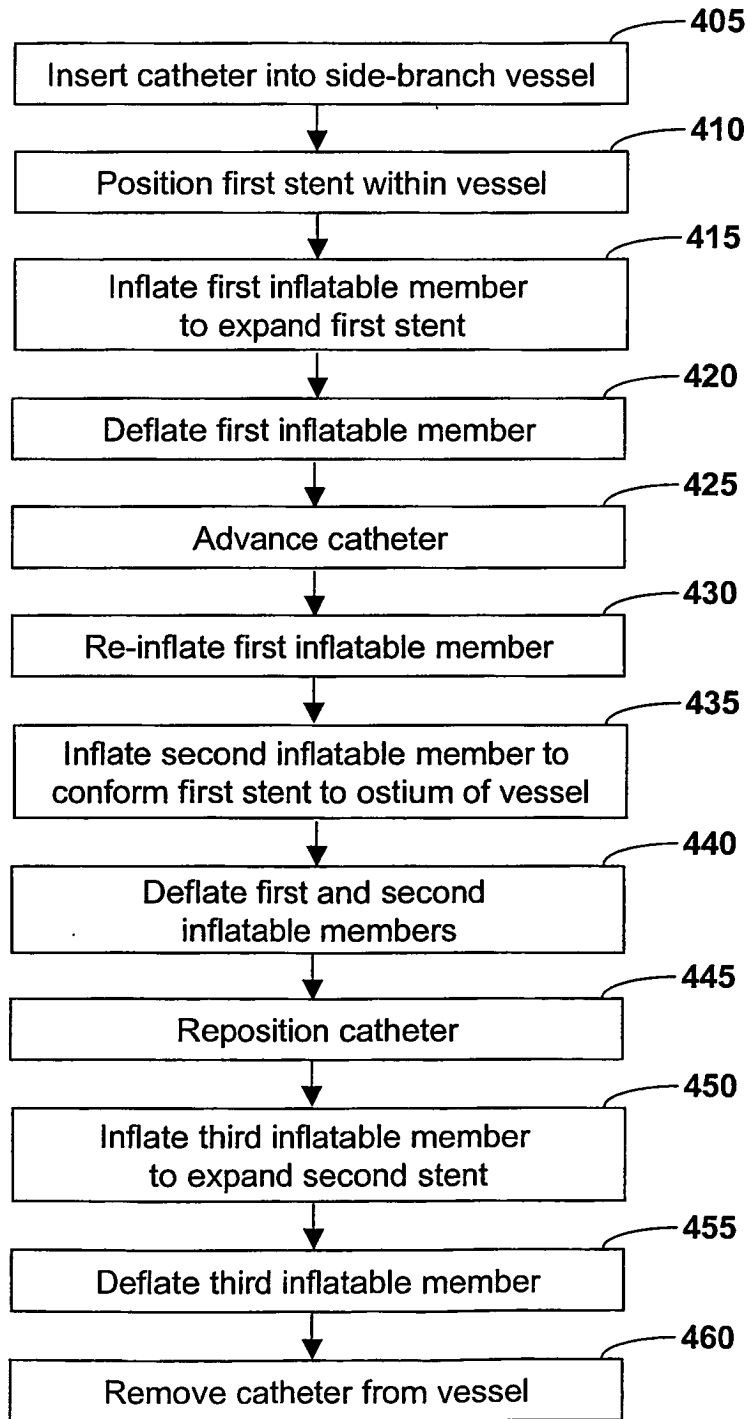 405
Insert catheter into side-branch vessel
410
Position first stent within vessel
415
Inflate first inflatable member
to expand first stent
420
Deflate first inflatable member
425
Advance catheter
430
Re-inflate first inflatable member
435
Inflate second inflatable member to
conform first stent to ostium of vessel
440
Deflate first and second
inflatable members
445
Reposition catheter
450
Inflate third inflatable member
to expand second stent
455
Deflate third inflatable member
460
Remove catheter from vessel